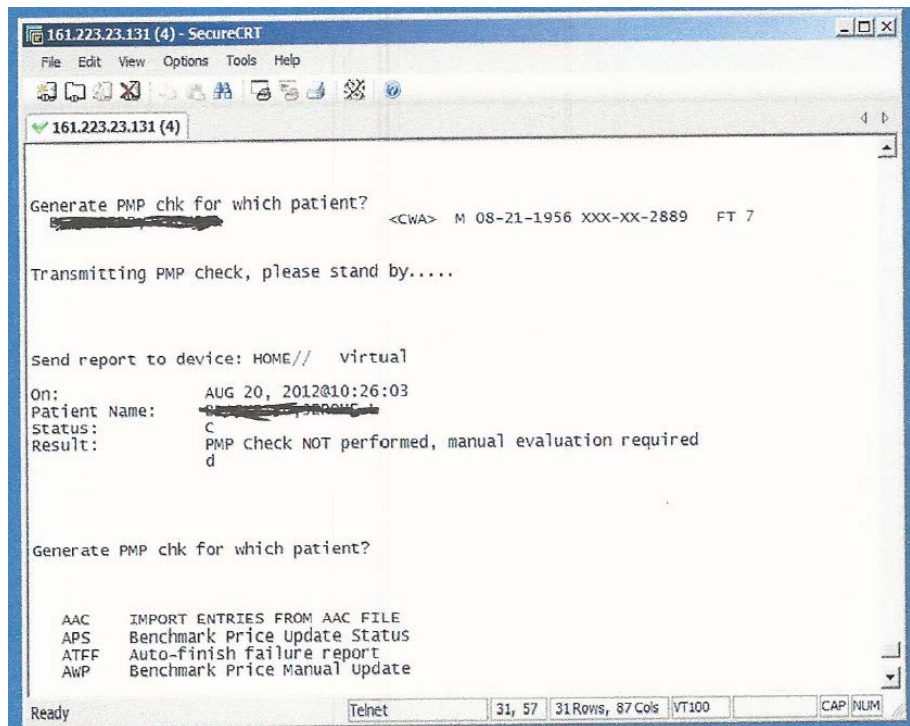 161.223.23.131 (4) - SecureCRT
File Edit View Options Tools Help
161.223.23.131 (4)
Generate PMP chk for which patient?
<CWA> M 08-21-1956 XXX-XX-2889 FT 7
Transmitting PMP check, please stand by.....
Send report to device: HOME// Virtual
On: AUG 20, 2012@10:26:03
Patient Name:
Status: C
Result: PMP Check NOT performed, manual evaluation required
d
Generate PMP chk for which patient?
AAC IMPORT ENTRIES FROM AAC FILE
APS Benchmark Price Update Status
ATFF Auto-finish failure report
AWP Benchmark Price Manual Update
Ready Telnet 31, 57 31 Rows, 87 Cols VT100 CAP NUM